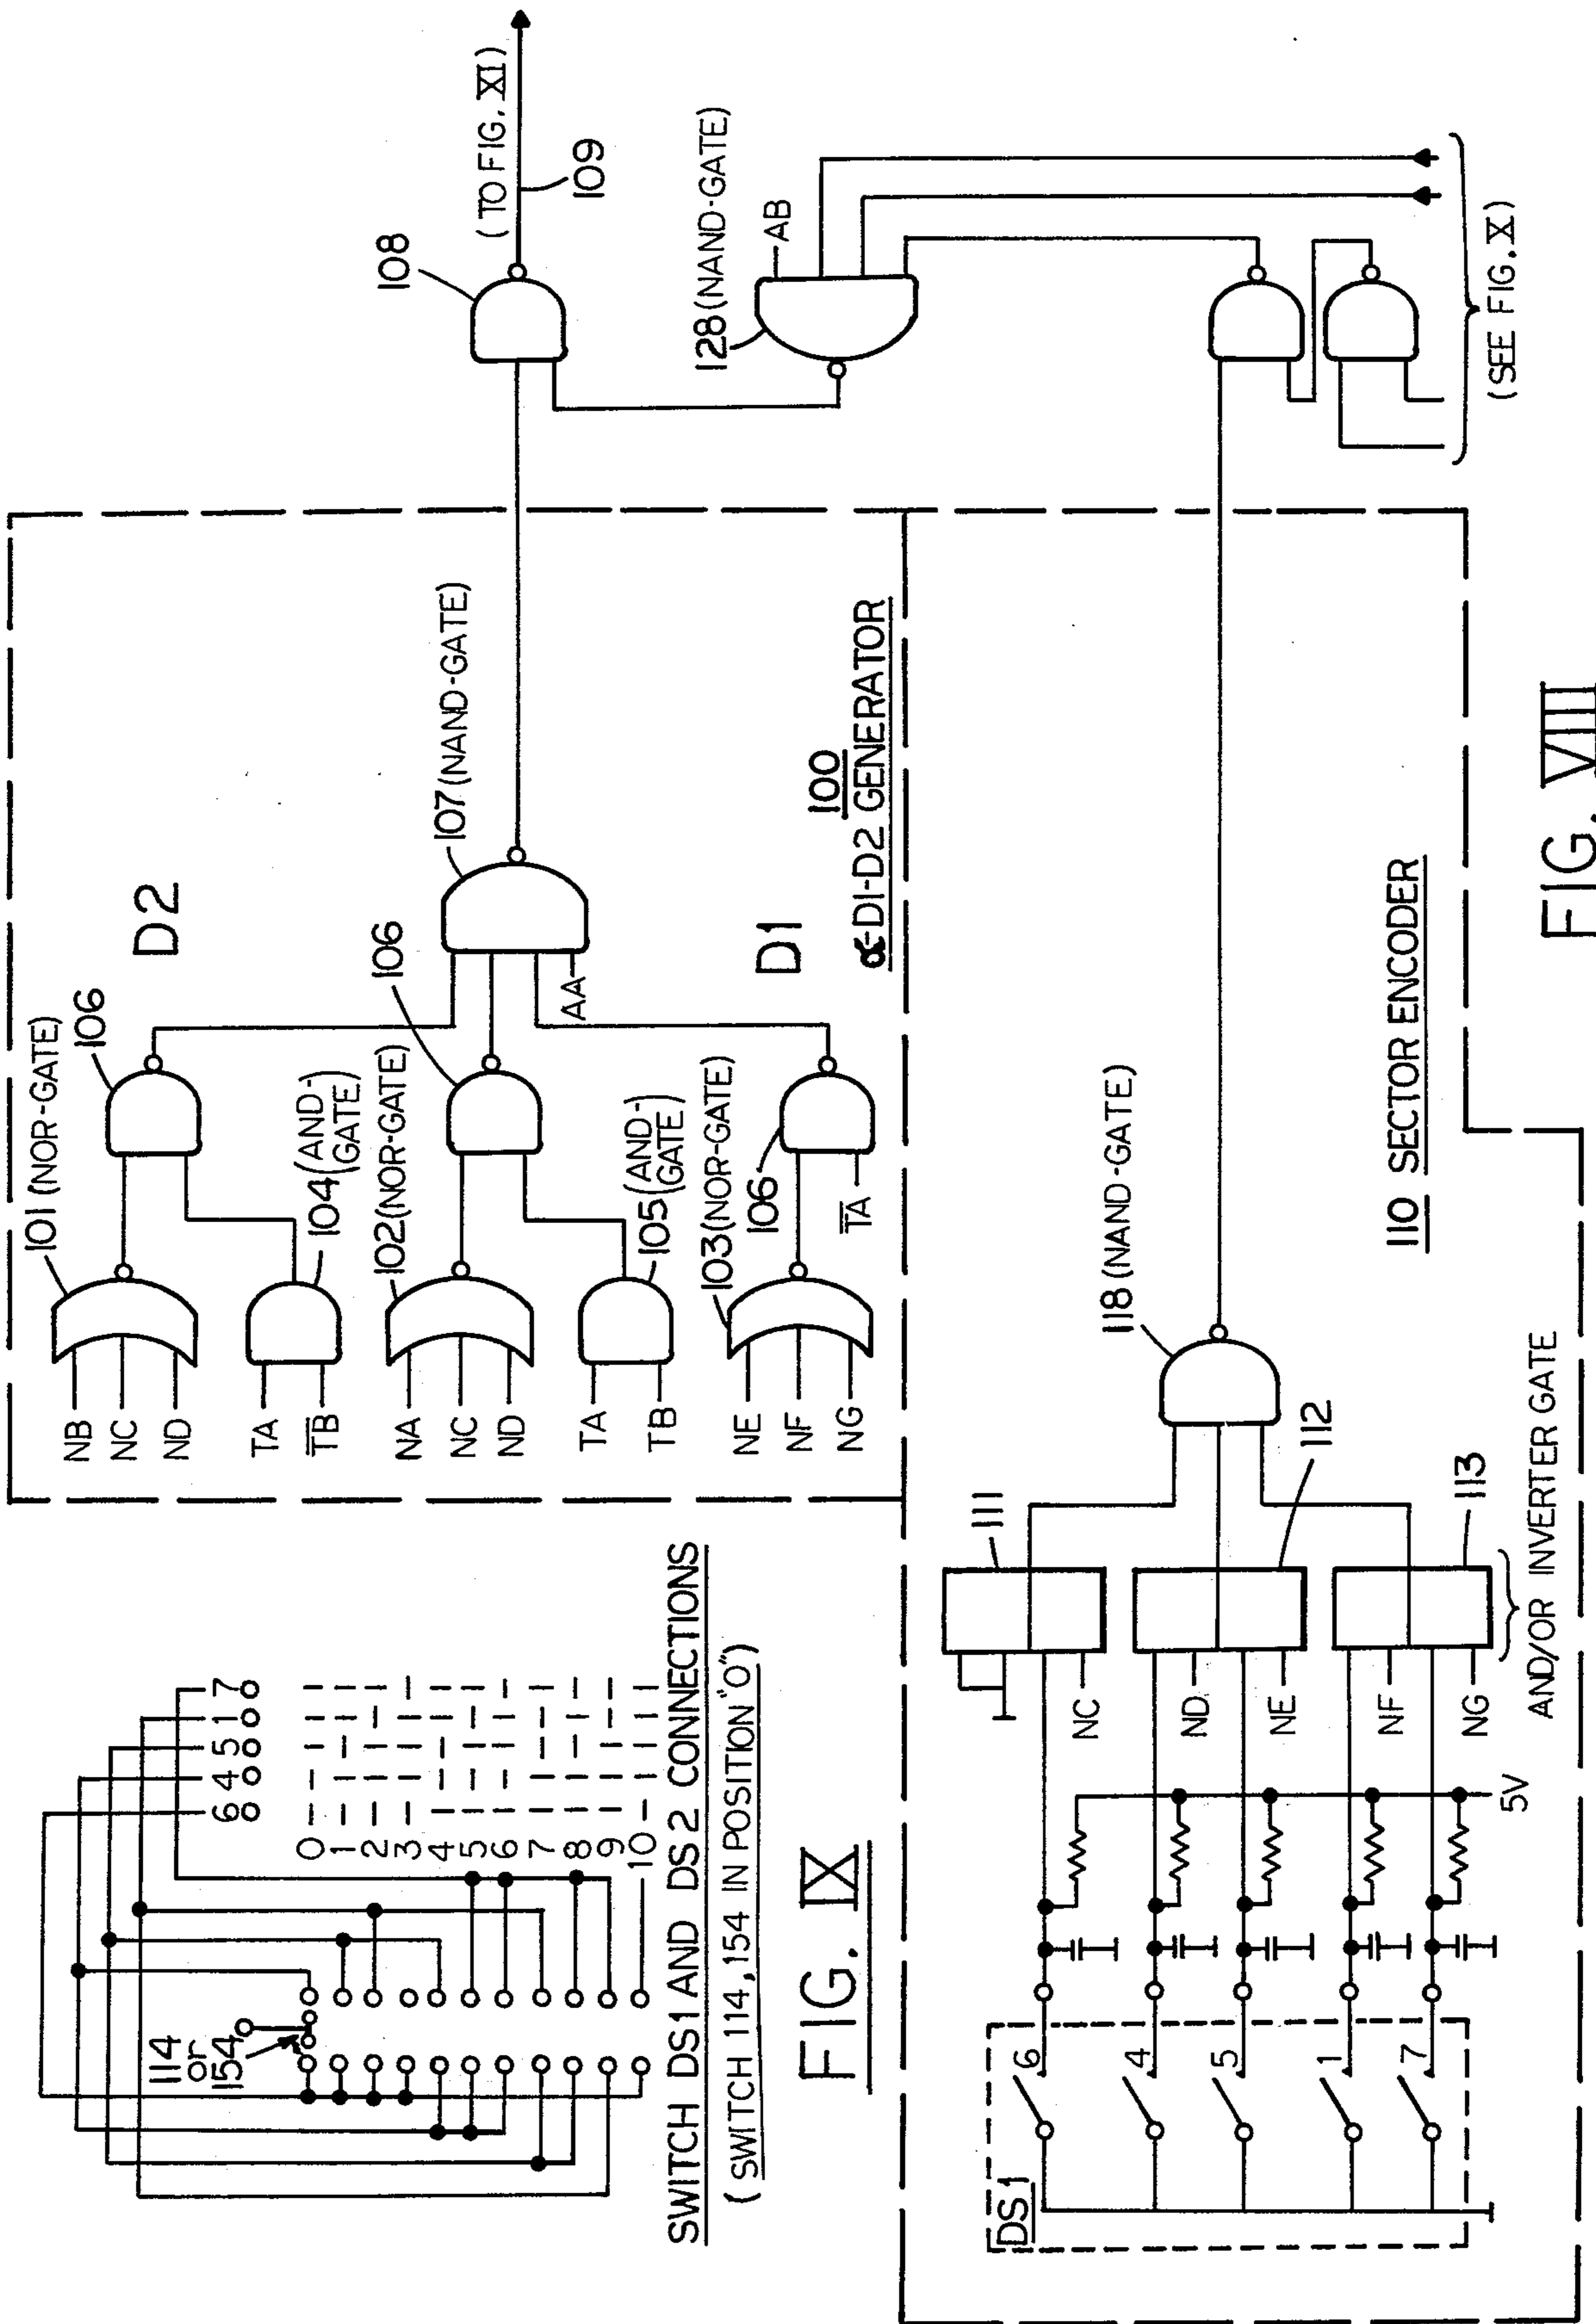 114
or
154
6 4 5 1 7
0
1
2
3
4
5
6
7
8
9
10
SWITCH DS1 AND DS2 CONNECTIONS
(SWITCH 114,154 IN POSITION "0")
FIG. IX
NB
NC
ND
101 (NOR-GATE)
106
D2
TA
T̅B̅
104 (AND-GATE)
NA
NC
ND
102 (NOR-GATE)
106
107 (NAND-GATE)
TA
TB
105 (AND-GATE)
AA
NE
NF
NG
103 (NOR-GATE)
106
T̅A̅
D1
100
α-D1-D2 GENERATOR
108
(TO FIG. XI)
109
128 (NAND-GATE)
AB
(SEE FIG. X)
DS1
6
4
5
1
7
5V
NC
ND
NE
NF
NG
111
112
113
AND/OR INVERTER GATE
118 (NAND-GATE)
110 SECTOR ENCODER
FIG. VIII